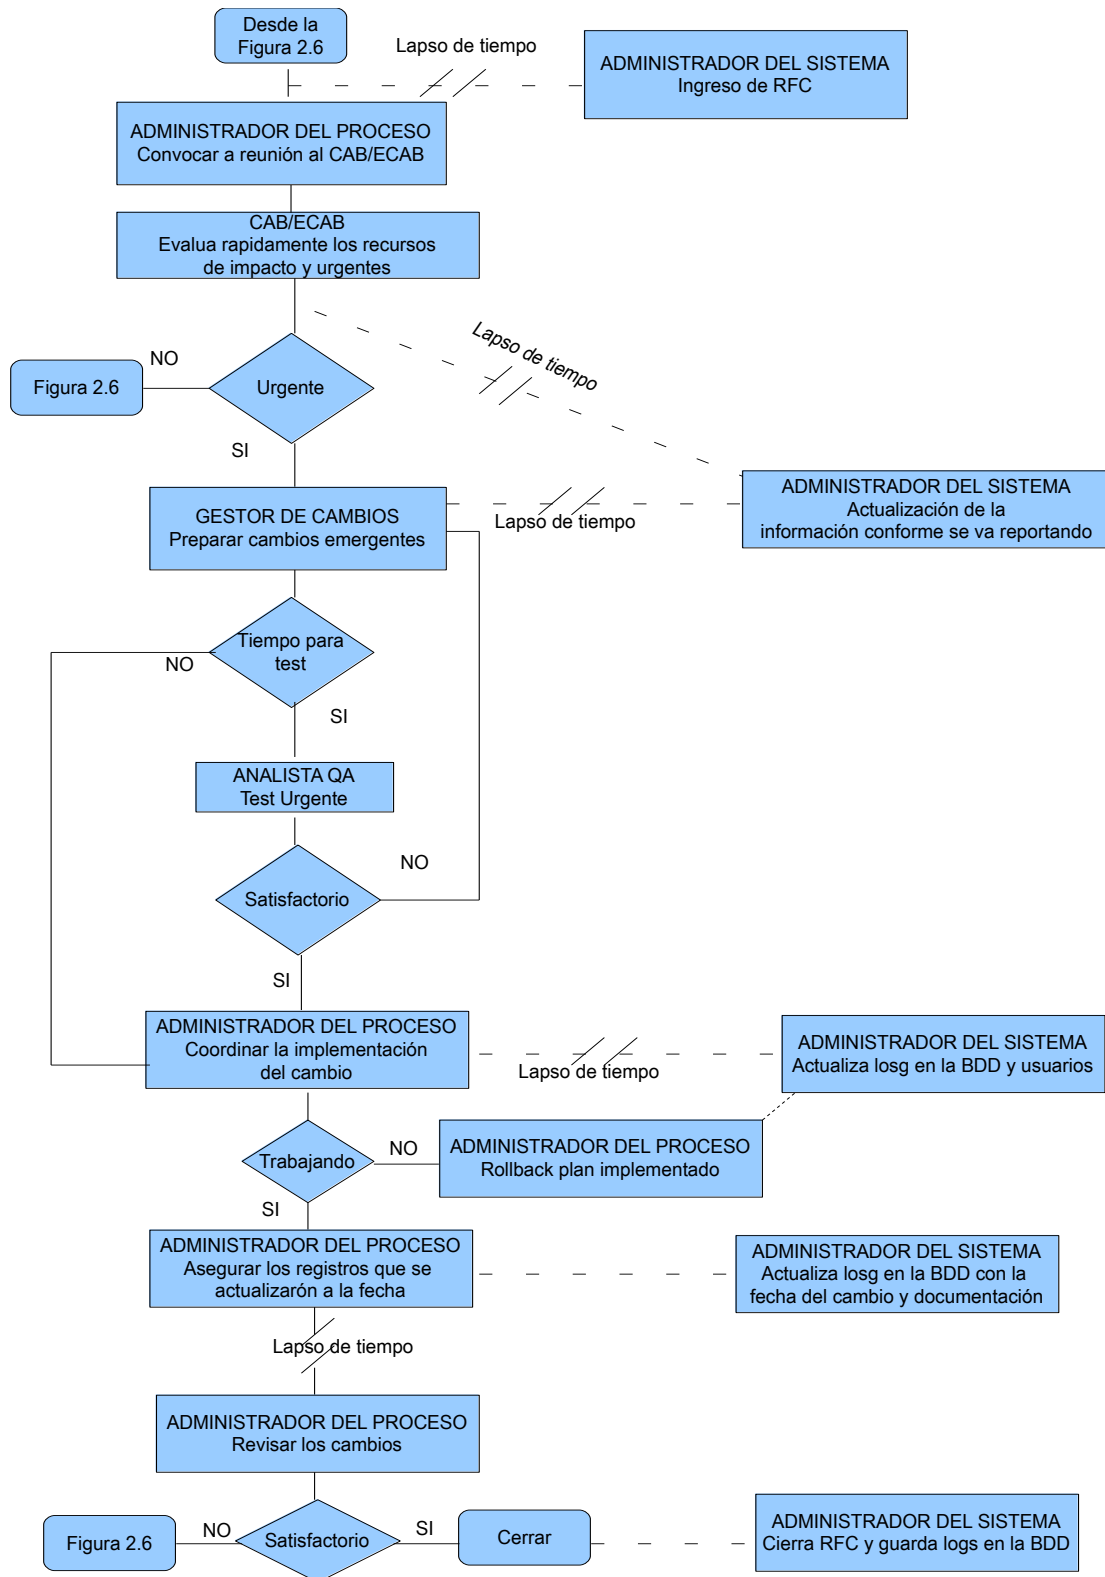 Desde la
Figura 2.6
Lapso de tiempo
ADMINISTRADOR DEL SISTEMA
Ingreso de RFC
ADMINISTRADOR DEL PROCESO
Convocar a reunión al CAB/ECAB
CAB/ECAB
Evalua rapidamente los recursos
de impacto y urgentes
Lapso de tiempo
NO
Figura 2.6
Urgente
SI
ADMINISTRADOR DEL SISTEMA
Actualización de la
información conforme se va reportando
GESTOR DE CAMBIOS
Preparar cambios emergentes
Lapso de tiempo
Tiempo para
test
NO
SI
ANALISTA QA
Test Urgente
NO
Satisfactorio
SI
ADMINISTRADOR DEL PROCESO
Coordinar la implementación
del cambio
Lapso de tiempo
ADMINISTRADOR DEL SISTEMA
Actualiza losg en la BDD y usuarios
Trabajando
NO
ADMINISTRADOR DEL PROCESO
Rollback plan implementado
SI
ADMINISTRADOR DEL PROCESO
Asegurar los registros que se
actualizarón a la fecha
ADMINISTRADOR DEL SISTEMA
Actualiza losg en la BDD con la
fecha del cambio y documentación
Lapso de tiempo
ADMINISTRADOR DEL PROCESO
Revisar los cambios
Figura 2.6
NO
Satisfactorio
SI
Cerrar
ADMINISTRADOR DEL SISTEMA
Cierra RFC y guarda logs en la BDD